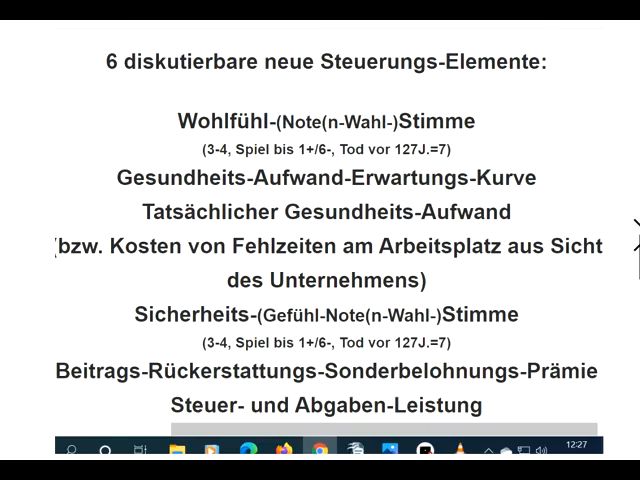 6 diskutierbare neue Steuerungs-Elemente:
Wohlfühl-(Note(n-Wahl-)Stimme
(3-4, Spiel bis 1+/6-, Tod vor 127J.=7)
Gesundheits-Aufwand-Erwartungs-Kurve
Tatsächlicher Gesundheits-Aufwand
(bzw. Kosten von Fehlzeiten am Arbeitsplatz aus Sicht
des Unternehmens)
Sicherheits-(Gefühl-Note(n-Wahl-)Stimme
(3-4, Spiel bis 1+/6-, Tod vor 127J.=7)
Beitrags-Rückerstattungs-Sonderbelohnungs-Prämie
Steuer- und Abgaben-Leistung
12:27